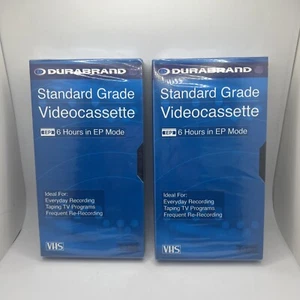 DURABRAND
Standard Grade
Videocassette
EP 6 Hours in EP Mode
Ideal For:
Everyday Recording
Taping TV Programs
Frequent Re-Recording
VHS
DURABRAND
Standard Grade
Videocassette
EP 6 Hours in EP Mode
Ideal For:
Everyday Recording
Taping TV Programs
Frequent Re-Recording
VHS